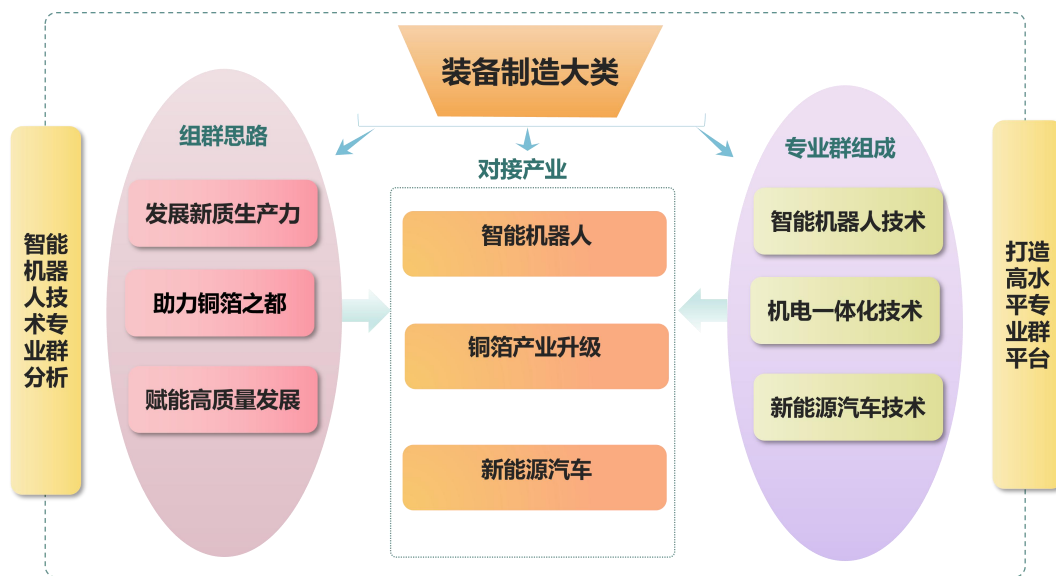 装备制造大类
智能
机器
人技
术专
业群
分析
组群思路
发展新质生产力
助力铜箔之都
赋能高质量发展
对接产业
智能机器人
铜箔产业升级
新能源汽车
专业群组成
智能机器人技术
机电一体化技术
新能源汽车技术
打造
高水
平专
业群
平台